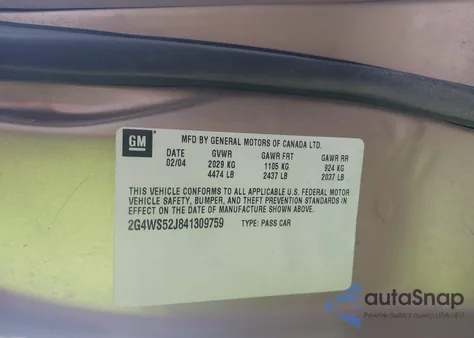 GM
MFD BY GENERAL MOTORS OF CANADA LTD.
DATE GVWR GAWR FRT GAWR RR
02/04 2029 KG 1105 KG 924 KG
4474 LB 2437 LB 2037 LB
THIS VEHICLE CONFORMS TO ALL APPLICABLE U.S. FEDERAL MOTOR
VEHICLE SAFETY, BUMPER, AND THEFT PREVENTION STANDARDS IN
EFFECT ON THE DATE OF MANUFACTURE SHOWN ABOVE.
2G4WS52J841309759 TYPE: PASS CAR
autoSnap